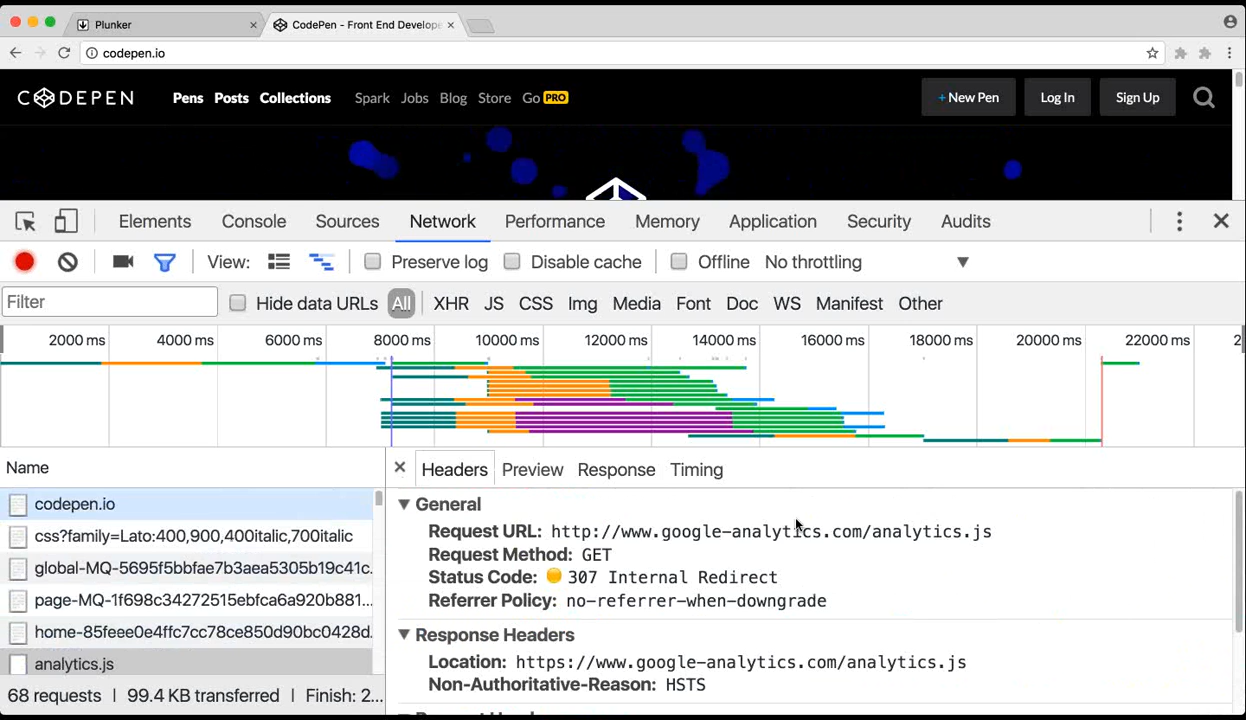 Plunker
CodePen - Front End Develope
codepen.io
CODEPEN Pens Posts Collections Spark Jobs Blog Store Go PRO + New Pen Log In Sign Up
Elements Console Sources Network Performance Memory Application Security Audits
View: Preserve log Disable cache Offline No throttling
Filter Hide data URLs All XHR JS CSS Img Media Font Doc WS Manifest Other
2000 ms 4000 ms 6000 ms 8000 ms 10000 ms 12000 ms 14000 ms 16000 ms 18000 ms 20000 ms 22000 ms 2
Name
codepen.io
css?family=Lato:400,900,400italic,700italic
global-MQ-5695f5bbfae7b3aea5305b19c41c.
page-MQ-1f698c34272515ebfca6a920b881...
home-85feee0e4ffc7cc78ce850d90bc0428d.
analytics.js
68 requests | 99.4 KB transferred | Finish: 2...
Headers Preview Response Timing
General
Request URL: http://www.google-analytics.com/analytics.js
Request Method: GET
Status Code: 307 Internal Redirect
Referrer Policy: no-referrer-when-downgrade
Response Headers
Location: https://www.google-analytics.com/analytics.js
Non-Authoritative-Reason: HSTS